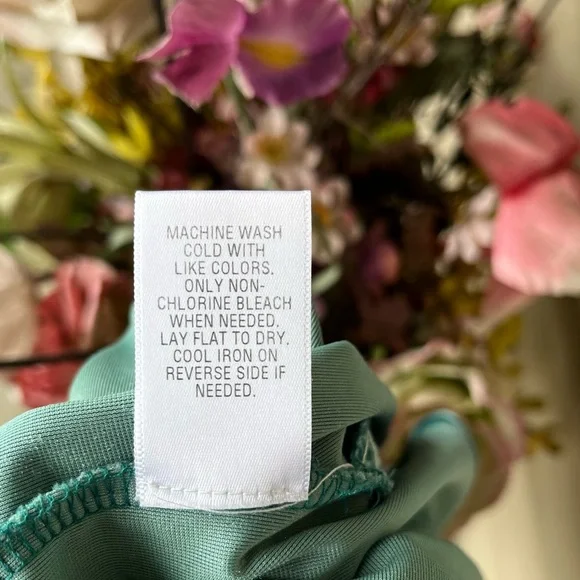 MACHINE WASH
COLD WITH
LIKE COLORS.
ONLY NON-
CHLORINE BLEACH
WHEN NEEDED.
LAY FLAT TO DRY.
COOL IRON ON
REVERSE SIDE IF
NEEDED.